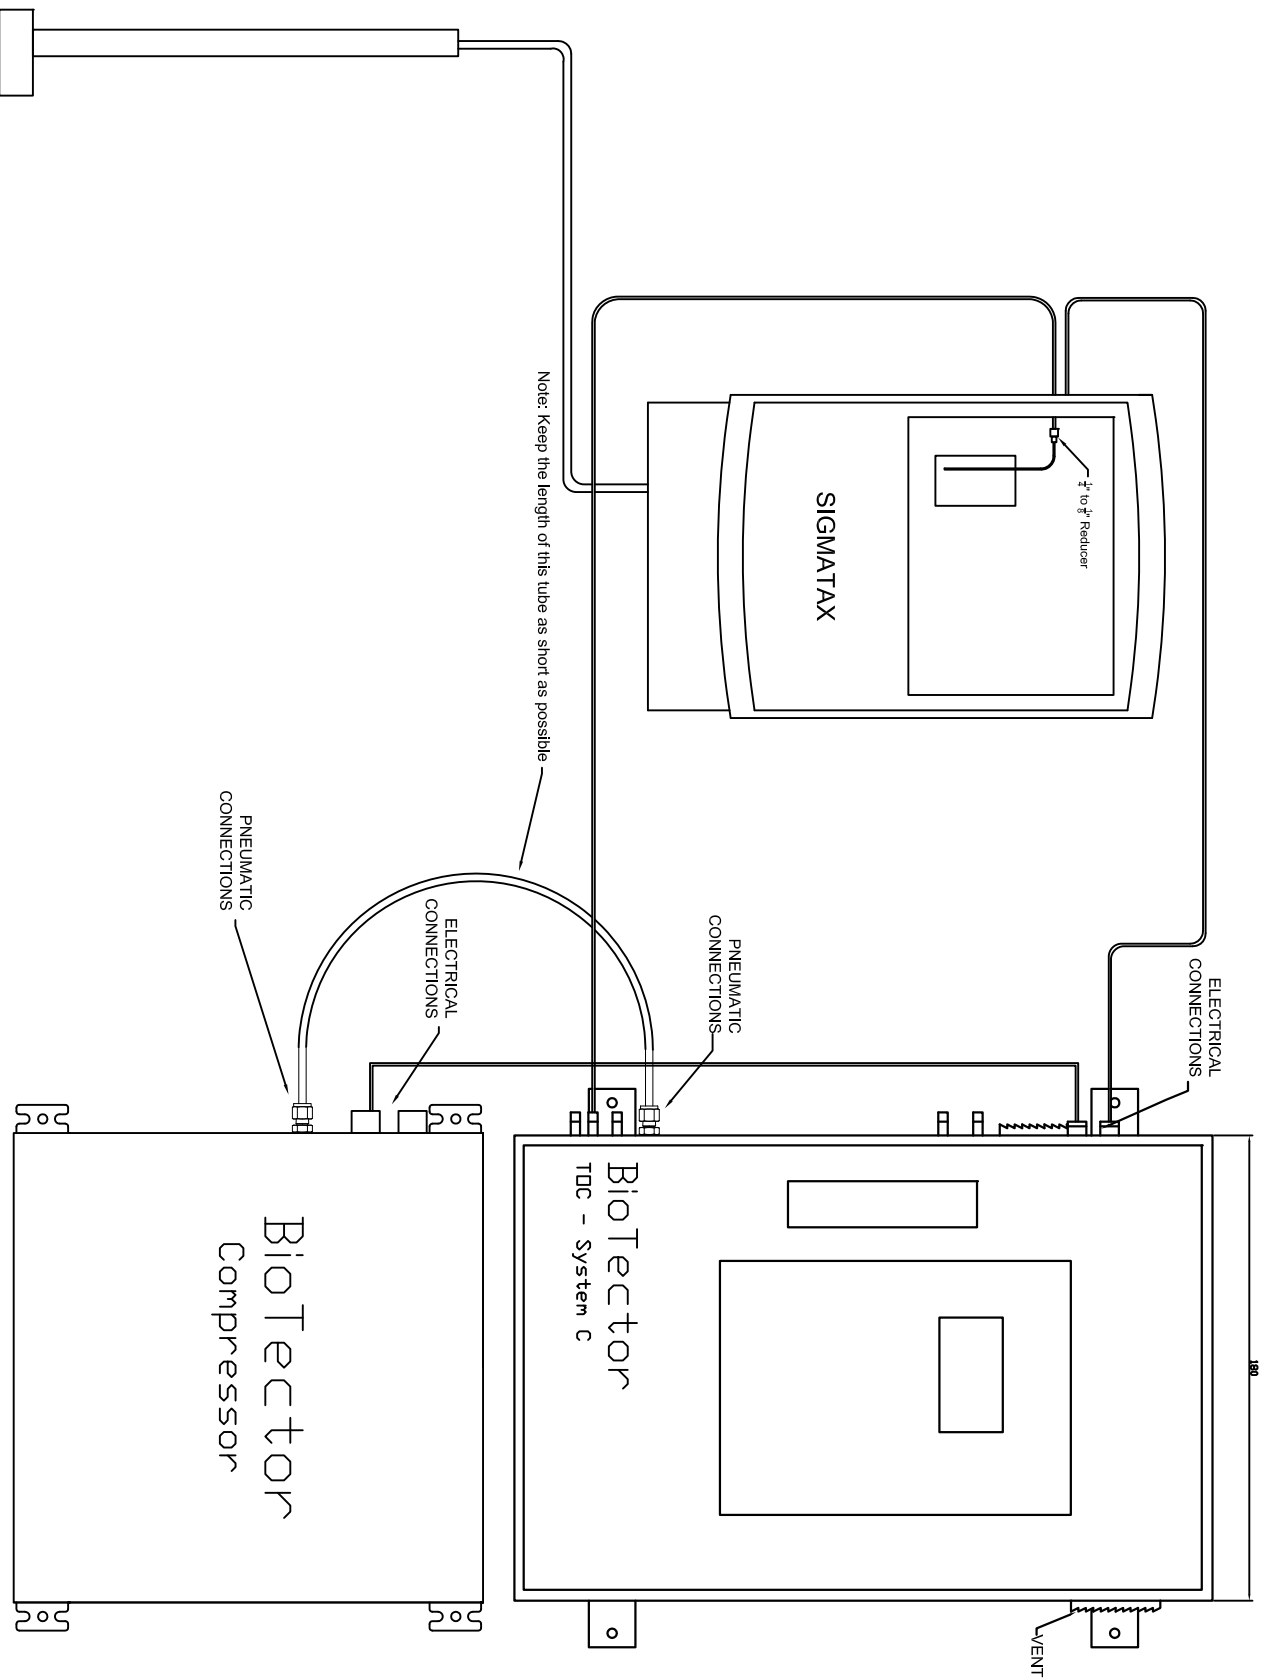 ELECTRICAL
CONNECTIONS
1/4" to 1/8" Reducer
SIGMATAX
Note: Keep the length of this tube as short as possible
PNEUMATIC
CONNECTIONS
180
VENT
BioTector
TOC - System C
ELECTRICAL
CONNECTIONS
PNEUMATIC
CONNECTIONS
BioTector
Compressor